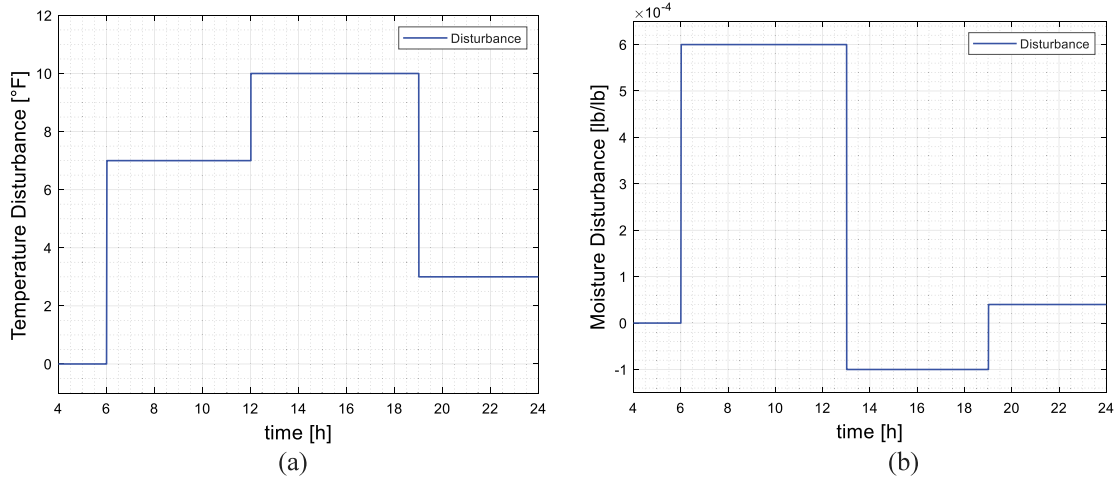 12
10
8
6
4
2
0
Temperature Disturbance [°F]
Disturbance
4 6 8 10 12 14 16 18 20 22 24
time [h]
(a)
×10⁻⁴
6
5
4
3
2
1
0
-1
Moisture Disturbance [lb/lb]
Disturbance
4 6 8 10 12 14 16 18 20 22 24
time [h]
(b)